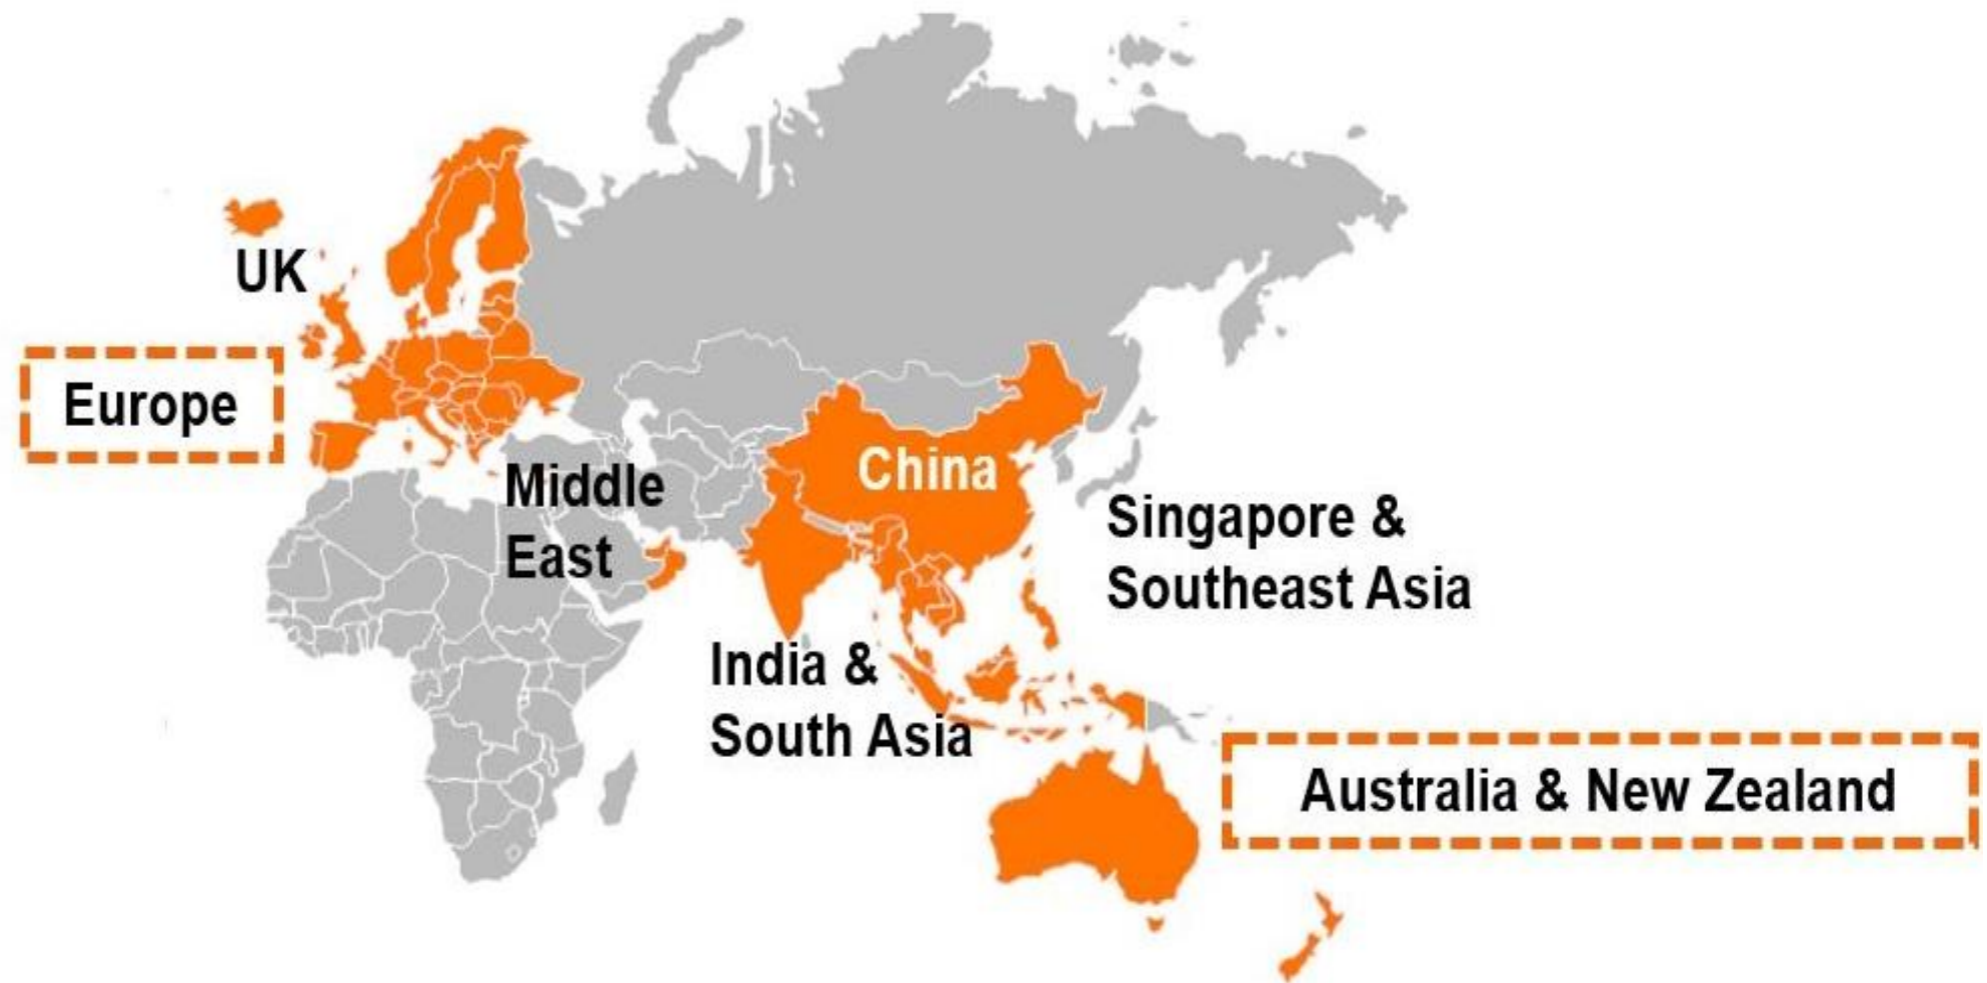 UK
Europe
Middle
East
China
Singapore &
Southeast Asia
India &
South Asia
Australia & New Zealand